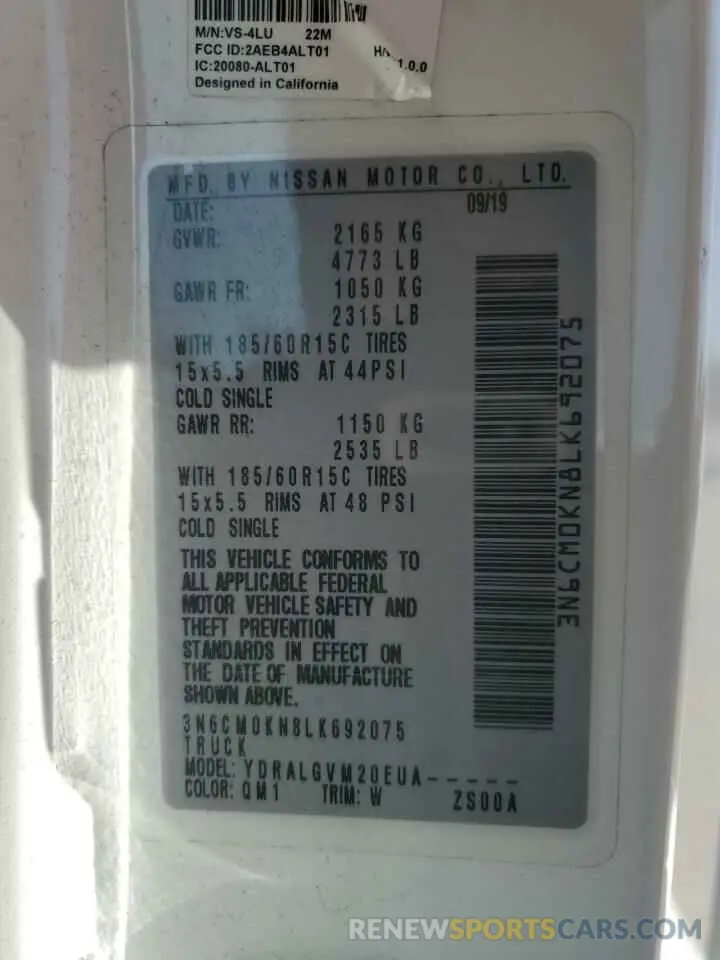 M/N:VS-4LU 22M
FCC ID:2AEB4ALT01
IC:20080-ALT01 1.0.0
Designed in California
MFD. BY NISSAN MOTOR CO., LTD.
DATE: 09/19
GVWR: 2165 KG
4773 LB
GAWR FR: 1050 KG
2315 LB
WITH 185/60R15C TIRES
15x5.5 RIMS AT 44PSI
COLD SINGLE
GAWR RR: 1150 KG
2535 LB
WITH 185/60R15C TIRES
15x5.5 RIMS AT 48 PSI
COLD SINGLE
THIS VEHICLE CONFORMS TO
ALL APPLICABLE FEDERAL
MOTOR VEHICLE SAFETY AND
THEFT PREVENTION
STANDARDS IN EFFECT ON
THE DATE OF MANUFACTURE
SHOWN ABOVE.
3N6CM0KN8LK692075
TRUCK
MODEL: YDRALGVM20EUA-----
COLOR: QM1 TRIM: W ZS00A
3N6CM0KN8LK692075
RENEWSPORTSCARS.COM